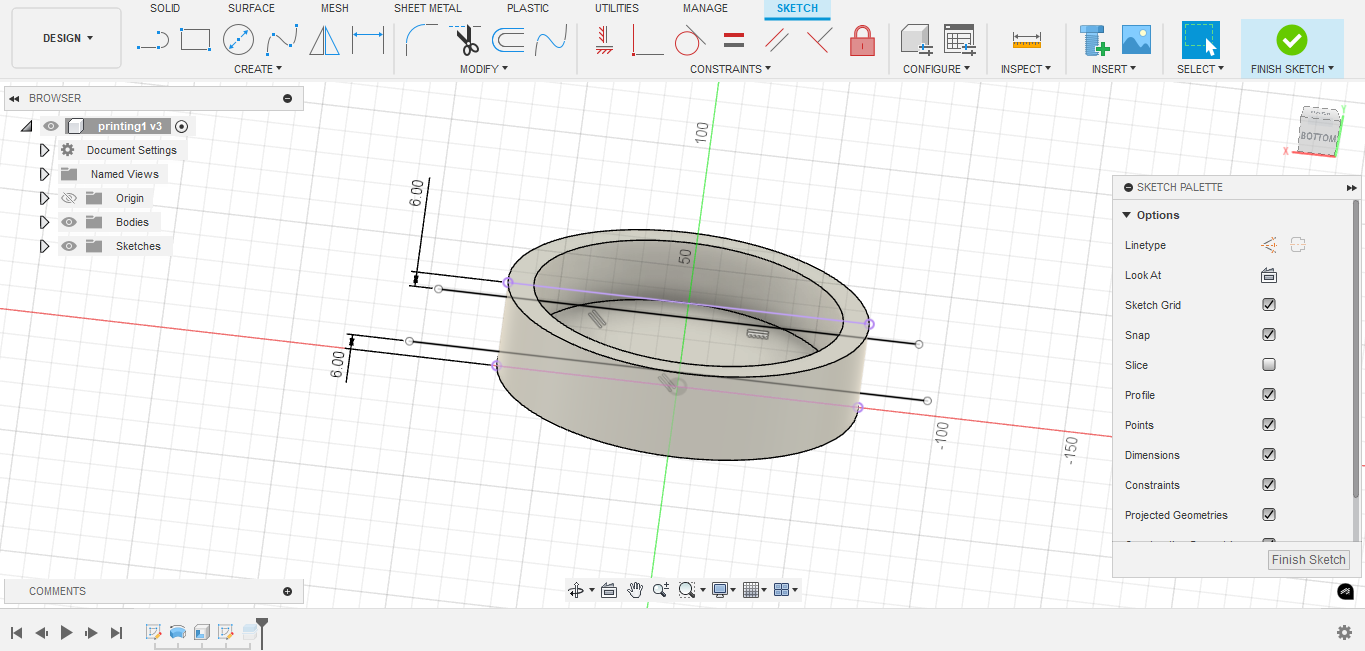 SOLID SURFACE MESH SHEET METAL PLASTIC UTILITIES MANAGE SKETCH
DESIGN
CREATE MODIFY CONSTRAINTS CONFIGURE INSPECT INSERT SELECT FINISH SKETCH
BROWSER
printing1 v3
Document Settings
Named Views
Origin
Bodies
Sketches
100
50
6.00
6.00
-100
-150
BOTTOM
X
Y
SKETCH PALETTE
Options
Linetype
Look At
Sketch Grid
Snap
Slice
Profile
Points
Dimensions
Constraints
Projected Geometries
Finish Sketch
COMMENTS